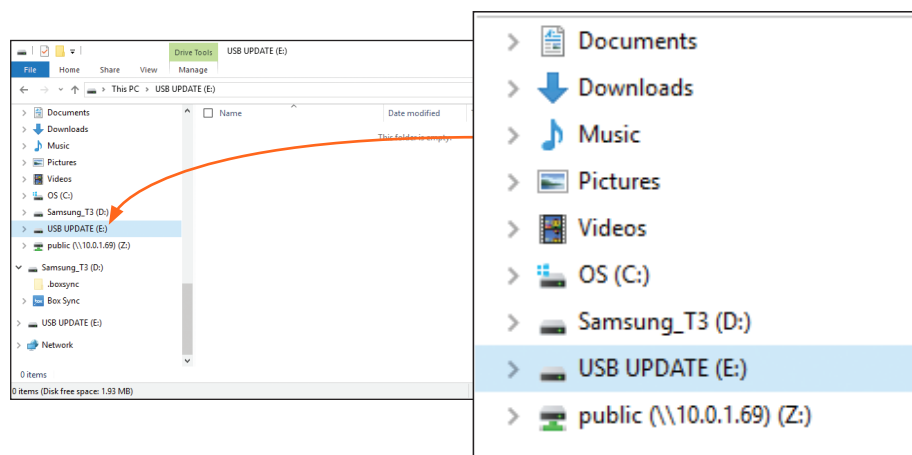 Drive Tools USB UPDATE (E:)
File Home Share View Manage
This PC > USB UPDATE (E:)
Name Date modified
This folder is empty.
Documents
Downloads
Music
Pictures
Videos
OS (C:)
Samsung_T3 (D:)
USB UPDATE (E:)
public (\\10.0.1.69) (Z:)
Samsung_T3 (D:)
.boxsync
Box Sync
USB UPDATE (E:)
Network
0 items
0 items (Disk free space: 1.93 MB)
Documents
Downloads
Music
Pictures
Videos
OS (C:)
Samsung_T3 (D:)
USB UPDATE (E:)
public (\\10.0.1.69) (Z:)